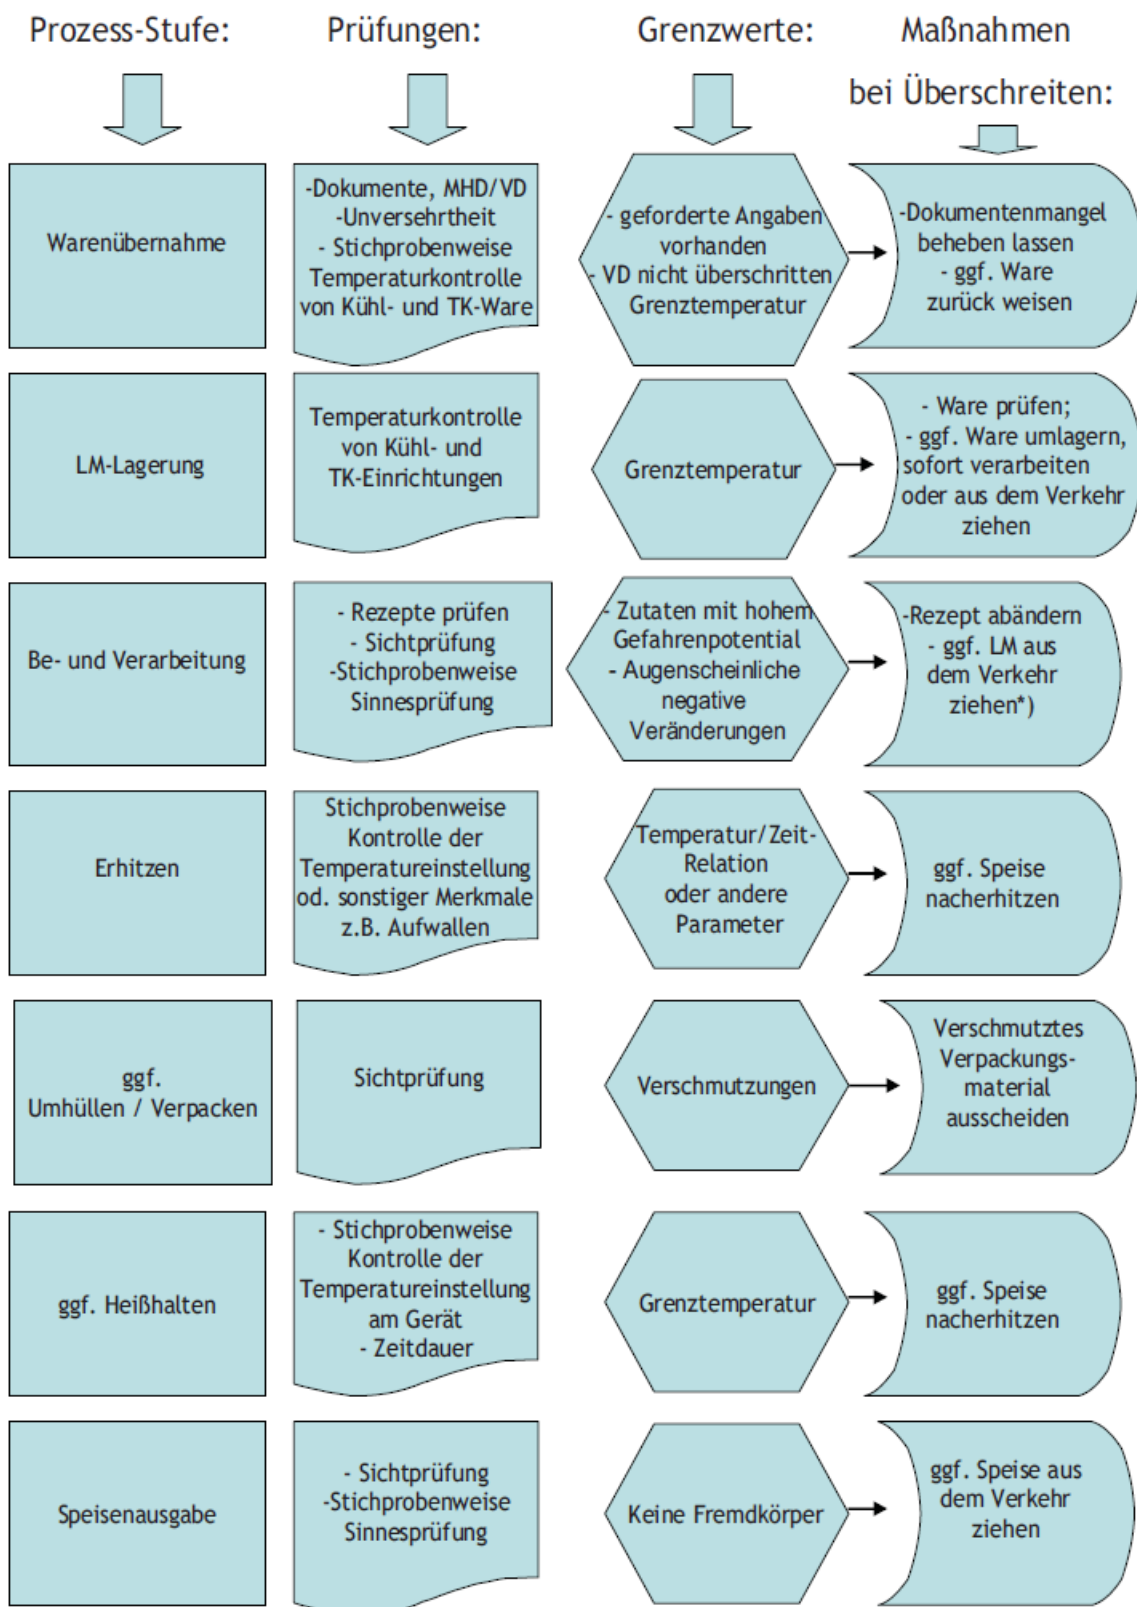 Prozess-Stufe:
Prüfungen:
Grenzwerte:
Maßnahmen
bei Überschreiten:
Warenübernahme
-Dokumente, MHD/VD
-Unversehrtheit
- Stichprobenweise
Temperaturkontrolle
von Kühl- und TK-Ware
- geforderte Angaben
vorhanden
- VD nicht überschritten
Grenztemperatur
-Dokumentenmangel
beheben lassen
- ggf. Ware
zurück weisen
LM-Lagerung
Temperaturkontrolle
von Kühl- und
TK-Einrichtungen
Grenztemperatur
- Ware prüfen;
- ggf. Ware umlagern,
sofort verarbeiten
oder aus dem Verkehr
ziehen
Be- und Verarbeitung
- Rezepte prüfen
- Sichtprüfung
-Stichprobenweise
Sinnesprüfung
- Zutaten mit hohem
Gefahrenpotential
- Augenscheinliche
negative
Veränderungen
-Rezept abändern
- ggf. LM aus
dem Verkehr
ziehen*)
Erhitzen
Stichprobenweise
Kontrolle der
Temperatureinstellung
od. sonstiger Merkmale
z.B. Aufwallen
Temperatur/Zeit-
Relation
oder andere
Parameter
ggf. Speise
nacherhitzen
ggf.
Umhüllen / Verpacken
Sichtprüfung
Verschmutzungen
Verschmutztes
Verpackungs-
material
ausscheiden
ggf. Heißhalten
- Stichprobenweise
Kontrolle der
Temperatureinstellung
am Gerät
- Zeitdauer
Grenztemperatur
ggf. Speise
nacherhitzen
Speisenausgabe
- Sichtprüfung
-Stichprobenweise
Sinnesprüfung
Keine Fremdkörper
ggf. Speise aus
dem Verkehr
ziehen